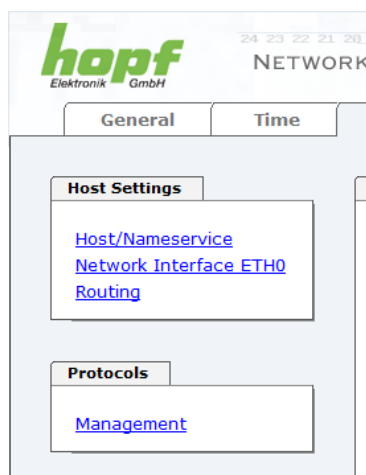 hopf
Elektronik GmbH
24 23 22 21 20
NETWORK
General
Time
Host Settings
Host/Nameservice
Network Interface ETH0
Routing
Protocols
Management